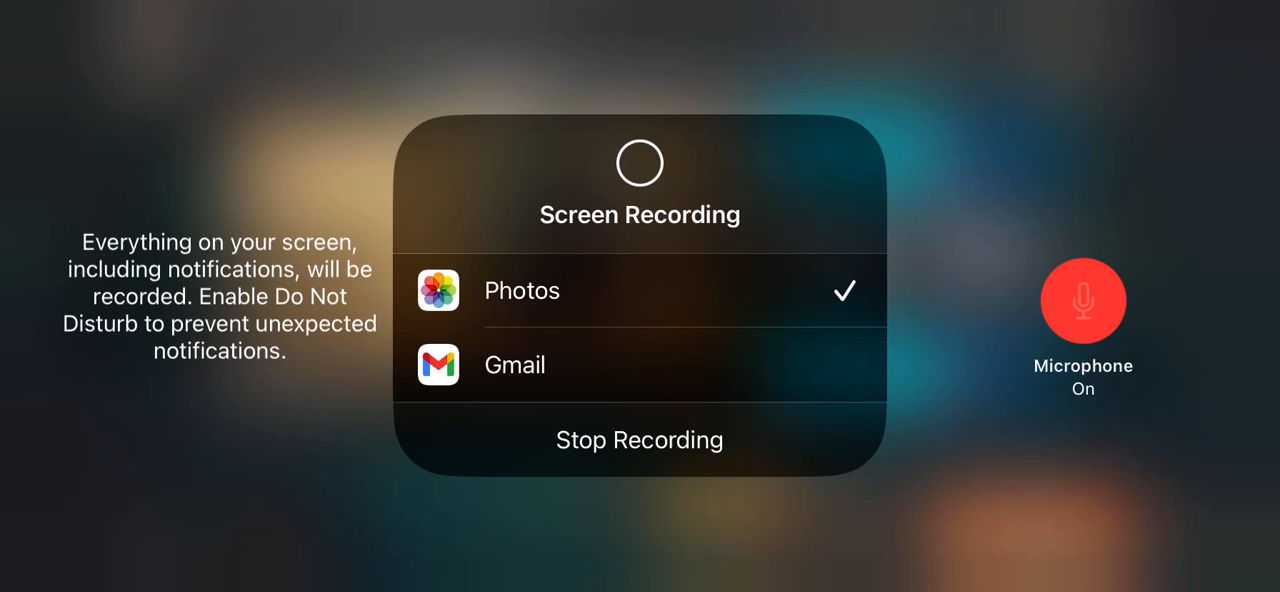 Everything on your screen,
including notifications, will be
recorded. Enable Do Not
Disturb to prevent unexpected
notifications.
Screen Recording
Photos
Gmail
Stop Recording
Microphone
On